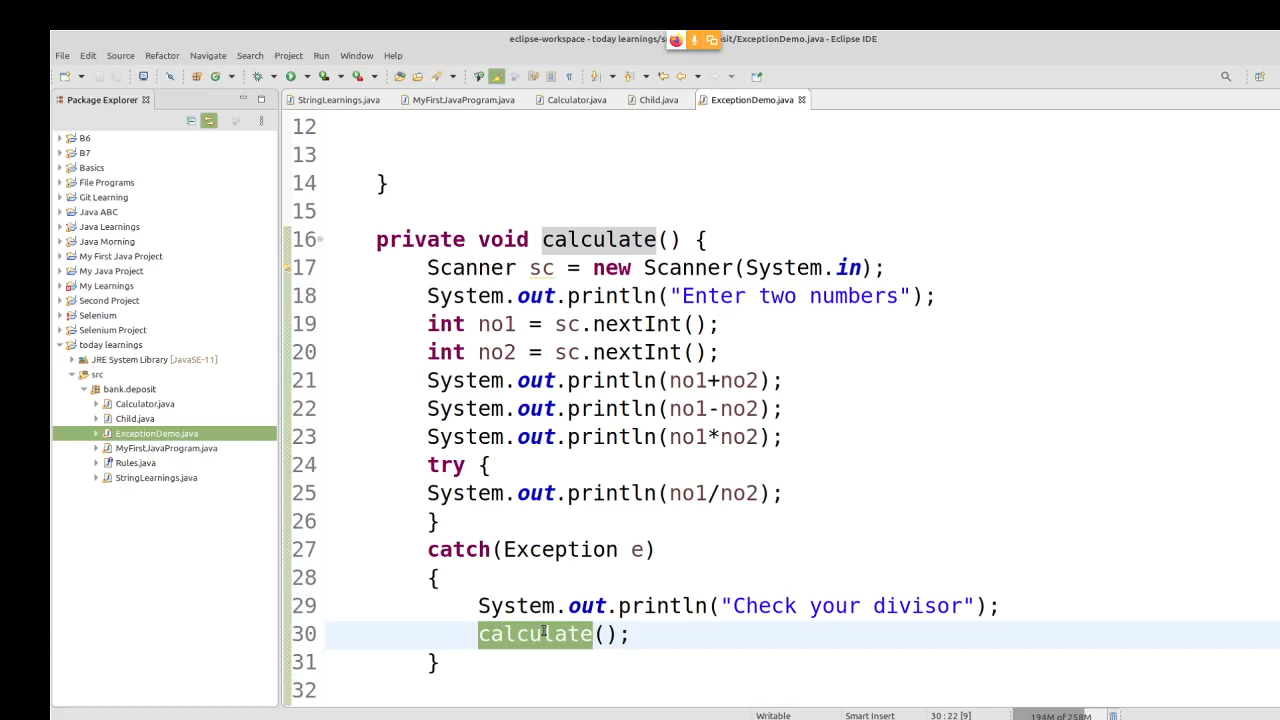 eclipse-workspace - today learnings/s
sit/ExceptionDemo.java - Eclipse IDE
File Edit Source Refactor Navigate Search Project Run Window Help
Package Explorer
StringLearnings.java
MyFirstJavaProgram.java
Calculator.java
Child.java
ExceptionDemo.java
B6
B7
Basics
File Programs
Git Learning
Java ABC
Java Learnings
Java Morning
My First Java Project
My Java Project
My Learnings
Second Project
Selenium
Selenium Project
today learnings
JRE System Library [JavaSE-11]
src
bank.deposit
Calculator.java
Child.java
ExceptionDemo.java
MyFirstJavaProgram.java
Rules.java
StringLearnings.java
12
13
14 }
15
16 private void calculate() {
17 Scanner sc = new Scanner(System.in);
18 System.out.println("Enter two numbers");
19 int no1 = sc.nextInt();
20 int no2 = sc.nextInt();
21 System.out.println(no1+no2);
22 System.out.println(no1-no2);
23 System.out.println(no1*no2);
24 try {
25 System.out.println(no1/no2);
26 }
27 catch(Exception e)
28 {
29 System.out.println("Check your divisor");
30 calculate();
31 }
32
Writable Smart Insert 30 : 22 [9] 194M of 258M